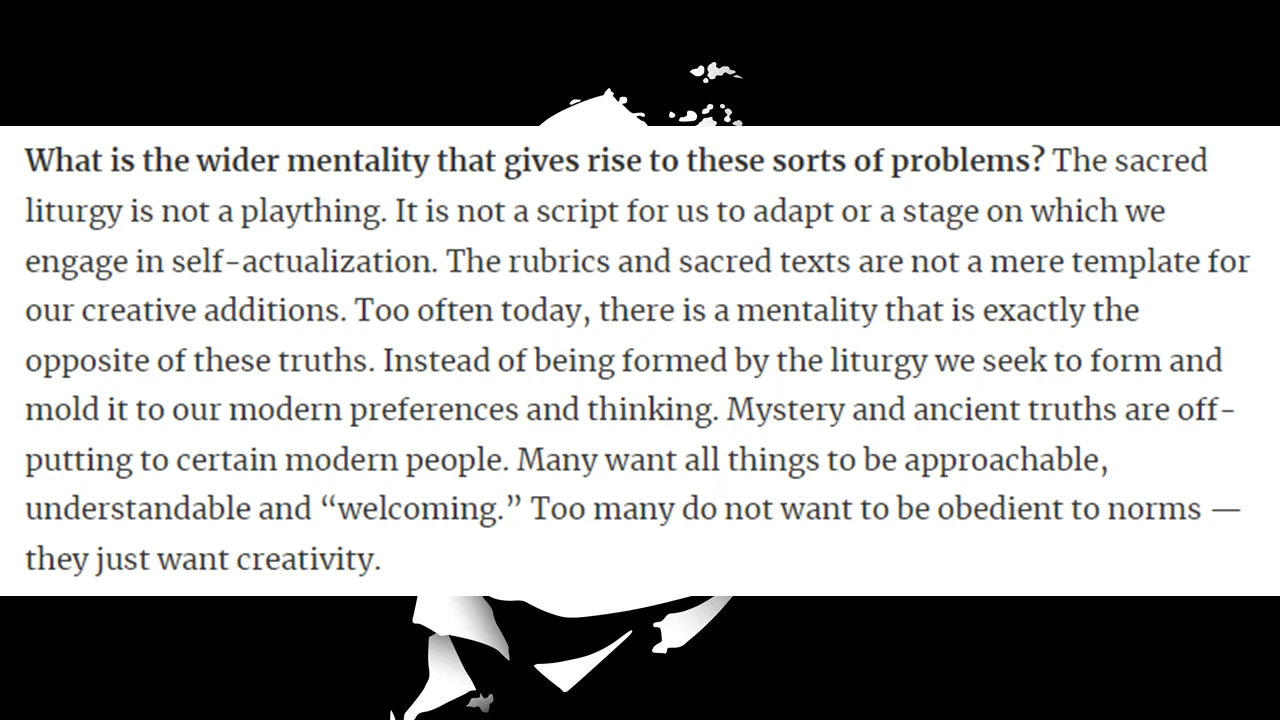 What is the wider mentality that gives rise to these sorts of problems? The sacred
liturgy is not a plaything. It is not a script for us to adapt or a stage on which we
engage in self-actualization. The rubrics and sacred texts are not a mere template for
our creative additions. Too often today, there is a mentality that is exactly the
opposite of these truths. Instead of being formed by the liturgy we seek to form and
mold it to our modern preferences and thinking. Mystery and ancient truths are off-
putting to certain modern people. Many want all things to be approachable,
understandable and “welcoming.” Too many do not want to be obedient to norms —
they just want creativity.